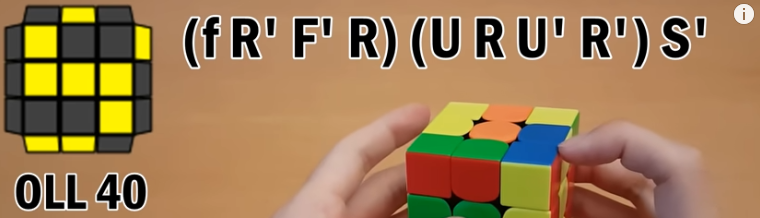 (f R' F' R) (U R U' R') S'
i
OLL 40